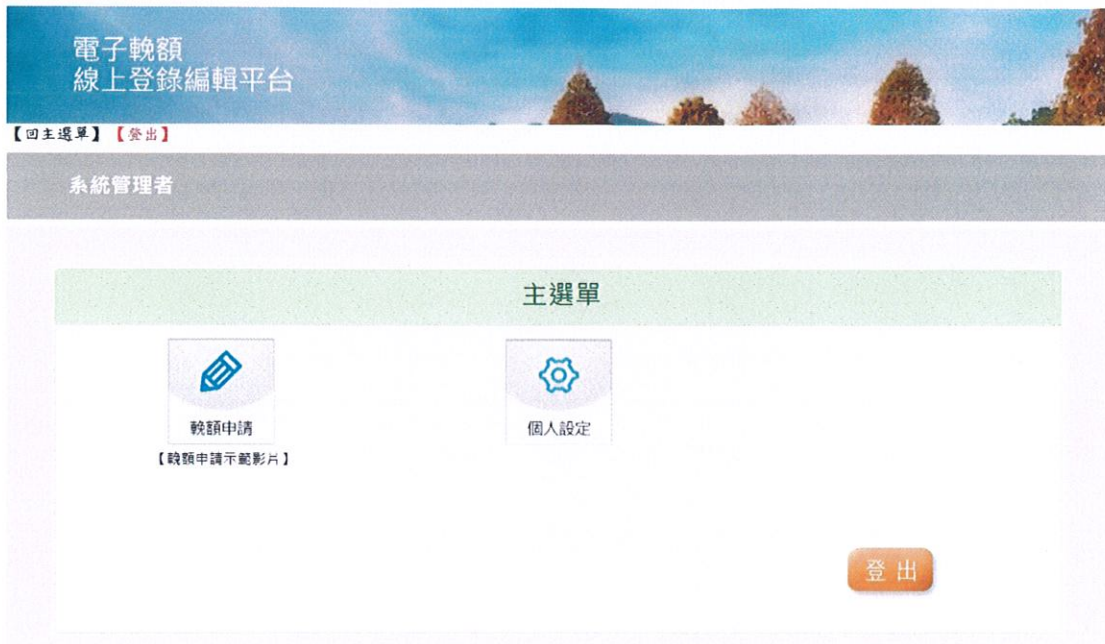 電子輓額
線上登錄編輯平台
【回主選單】【登出】
系統管理者
主選單
輓額申請
個人設定
【輓額申請示範影片】
登出